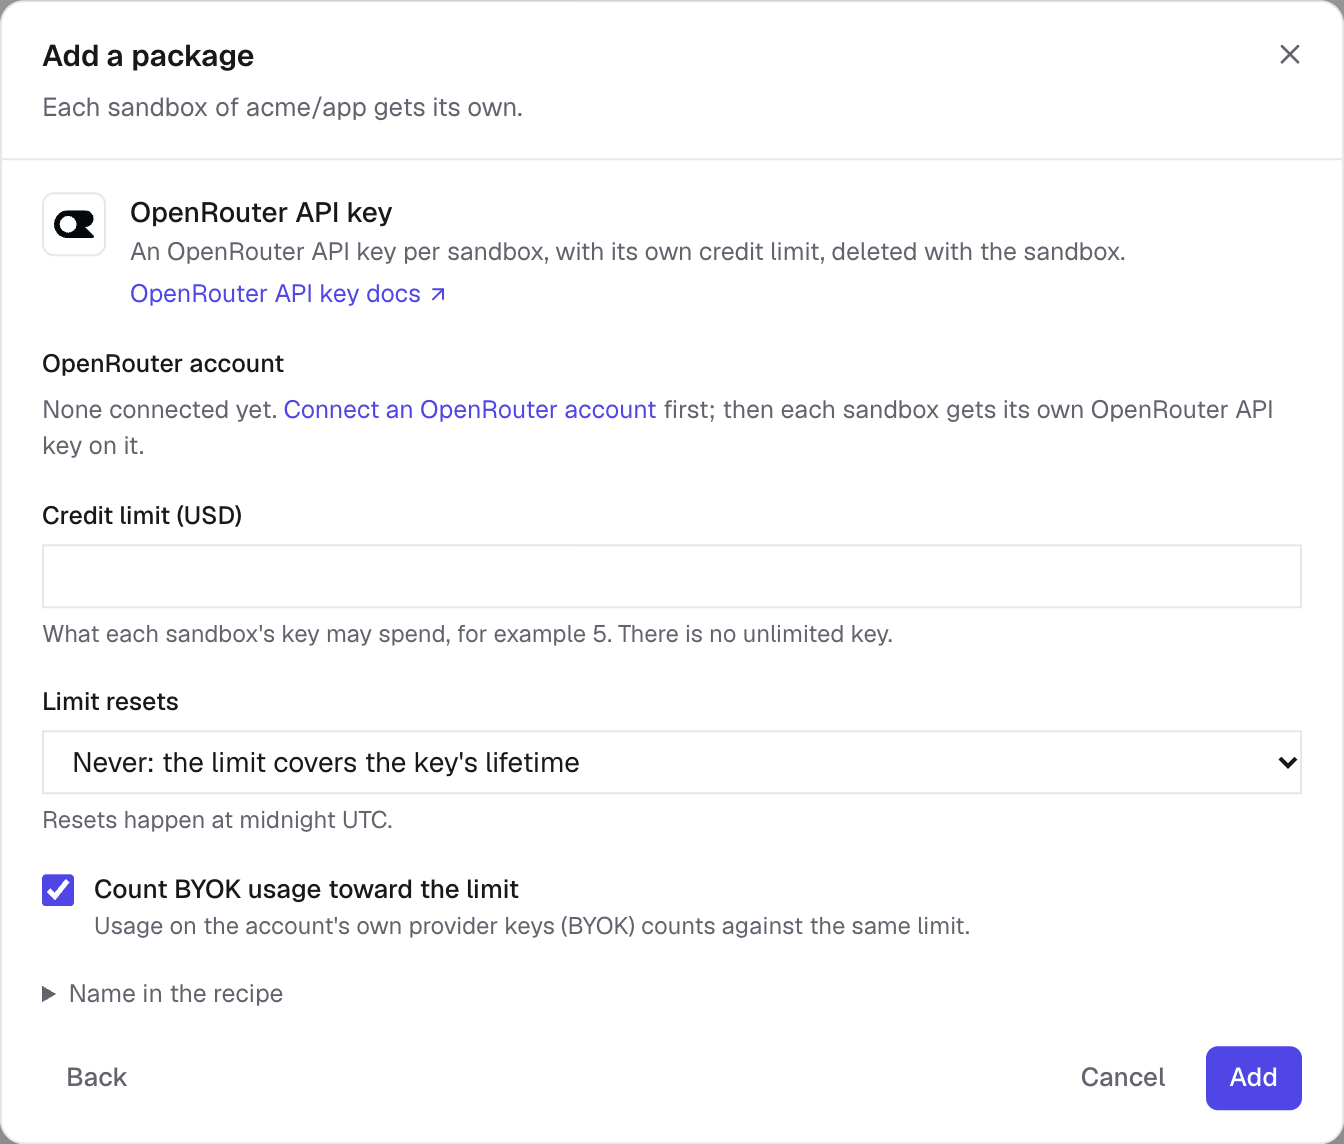 Add a package
Each sandbox of acme/app gets its own.
OpenRouter API key
An OpenRouter API key per sandbox, with its own credit limit, deleted with the sandbox.
OpenRouter API key docs ↗
OpenRouter account
None connected yet. Connect an OpenRouter account first; then each sandbox gets its own OpenRouter API
key on it.
Credit limit (USD)
What each sandbox's key may spend, for example 5. There is no unlimited key.
Limit resets
Never: the limit covers the key's lifetime
Resets happen at midnight UTC.
Count BYOK usage toward the limit
Usage on the account's own provider keys (BYOK) counts against the same limit.
Name in the recipe
Back
Cancel
Add